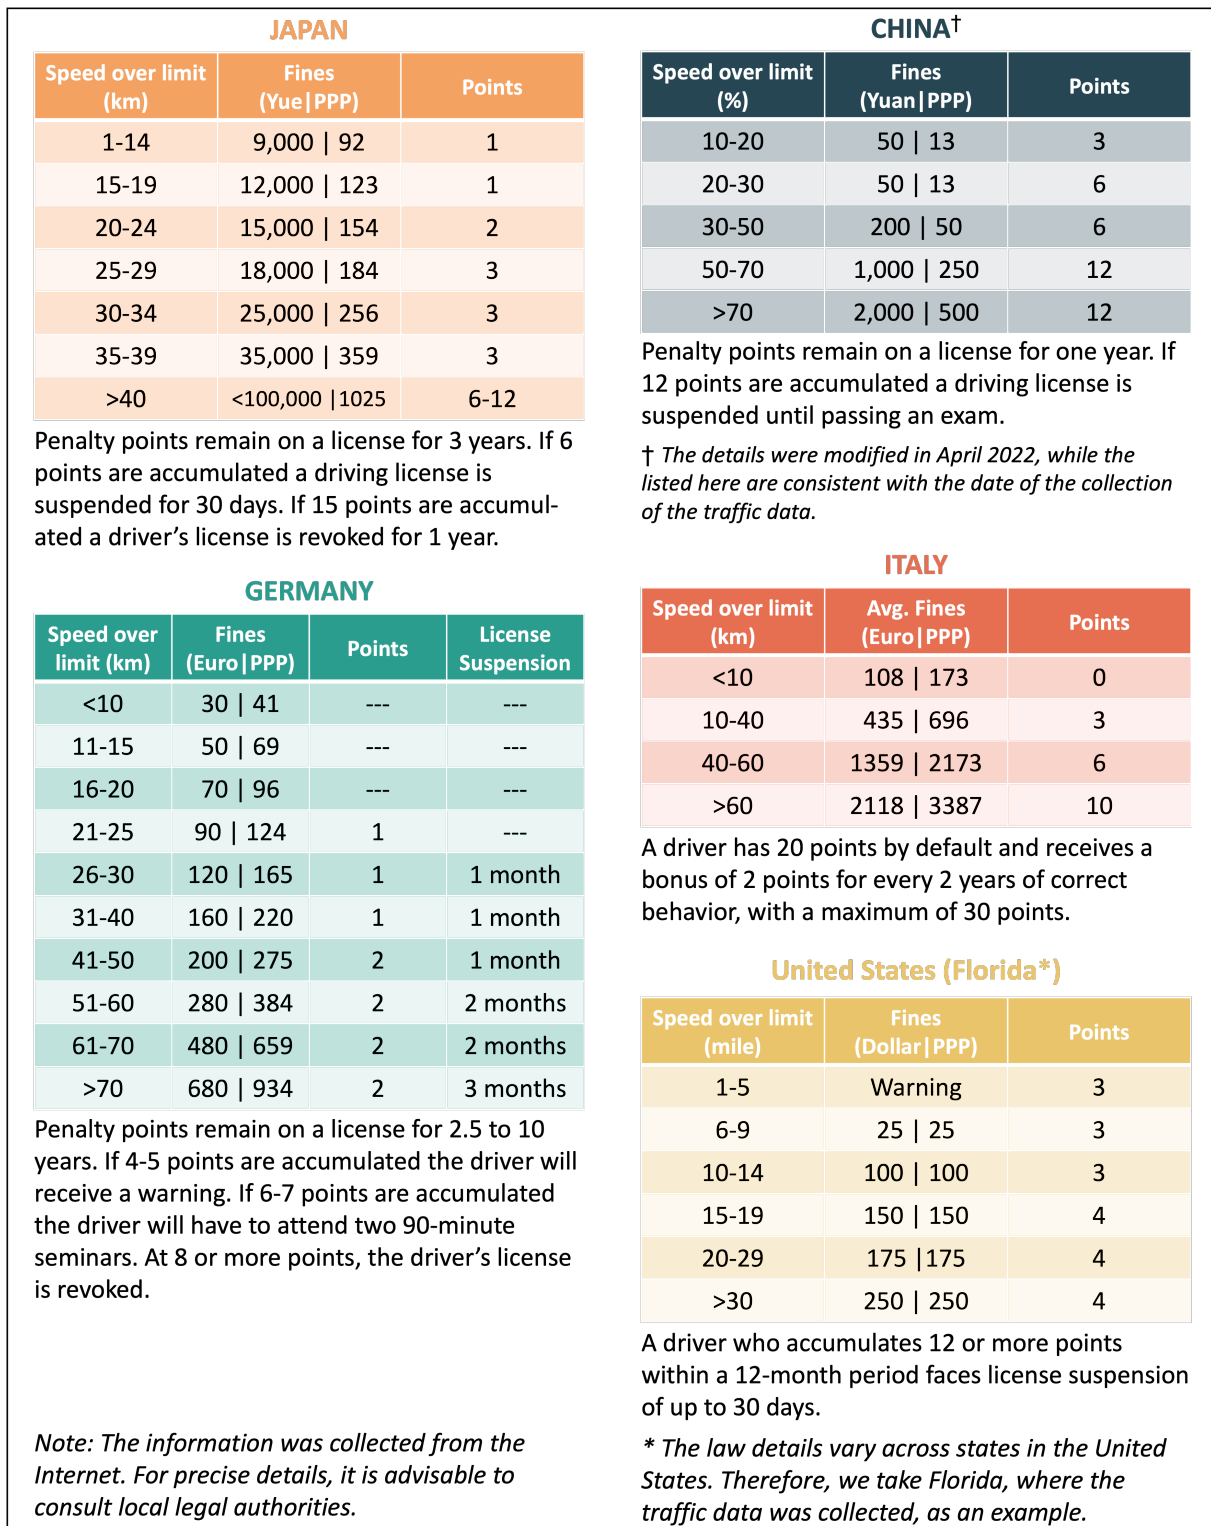 JAPAN
Speed over limit (km) | Fines (Yue|PPP) | Points
1-14 | 9,000 | 92 | 1
15-19 | 12,000 | 123 | 1
20-24 | 15,000 | 154 | 2
25-29 | 18,000 | 184 | 3
30-34 | 25,000 | 256 | 3
35-39 | 35,000 | 359 | 3
>40 | <100,000 |1025 | 6-12
Penalty points remain on a license for 3 years. If 6
points are accumulated a driving license is
suspended for 30 days. If 15 points are accumul-
ated a driver’s license is revoked for 1 year.
GERMANY
Speed over limit (km) | Fines (Euro|PPP) | Points | License Suspension
<10 | 30 | 41 | --- | ---
11-15 | 50 | 69 | --- | ---
16-20 | 70 | 96 | --- | ---
21-25 | 90 | 124 | 1 | ---
26-30 | 120 | 165 | 1 | 1 month
31-40 | 160 | 220 | 1 | 1 month
41-50 | 200 | 275 | 2 | 1 month
51-60 | 280 | 384 | 2 | 2 months
61-70 | 480 | 659 | 2 | 2 months
>70 | 680 | 934 | 2 | 3 months
Penalty points remain on a license for 2.5 to 10
years. If 4-5 points are accumulated the driver will
receive a warning. If 6-7 points are accumulated
the driver will have to attend two 90-minute
seminars. At 8 or more points, the driver’s license
is revoked.
Note: The information was collected from the
Internet. For precise details, it is advisable to
consult local legal authorities.
CHINA†
Speed over limit (%) | Fines (Yuan|PPP) | Points
10-20 | 50 | 13 | 3
20-30 | 50 | 13 | 6
30-50 | 200 | 50 | 6
50-70 | 1,000 | 250 | 12
>70 | 2,000 | 500 | 12
Penalty points remain on a license for one year. If
12 points are accumulated a driving license is
suspended until passing an exam.
† The details were modified in April 2022, while the
listed here are consistent with the date of the collection
of the traffic data.
ITALY
Speed over limit (km) | Avg. Fines (Euro|PPP) | Points
<10 | 108 | 173 | 0
10-40 | 435 | 696 | 3
40-60 | 1359 | 2173 | 6
>60 | 2118 | 3387 | 10
A driver has 20 points by default and receives a
bonus of 2 points for every 2 years of correct
behavior, with a maximum of 30 points.
United States (Florida*)
Speed over limit (mile) | Fines (Dollar|PPP) | Points
1-5 | Warning | 3
6-9 | 25 | 25 | 3
10-14 | 100 | 100 | 3
15-19 | 150 | 150 | 4
20-29 | 175 |175 | 4
>30 | 250 | 250 | 4
A driver who accumulates 12 or more points
within a 12-month period faces license suspension
of up to 30 days.
* The law details vary across states in the United
States. Therefore, we take Florida, where the
traffic data was collected, as an example.